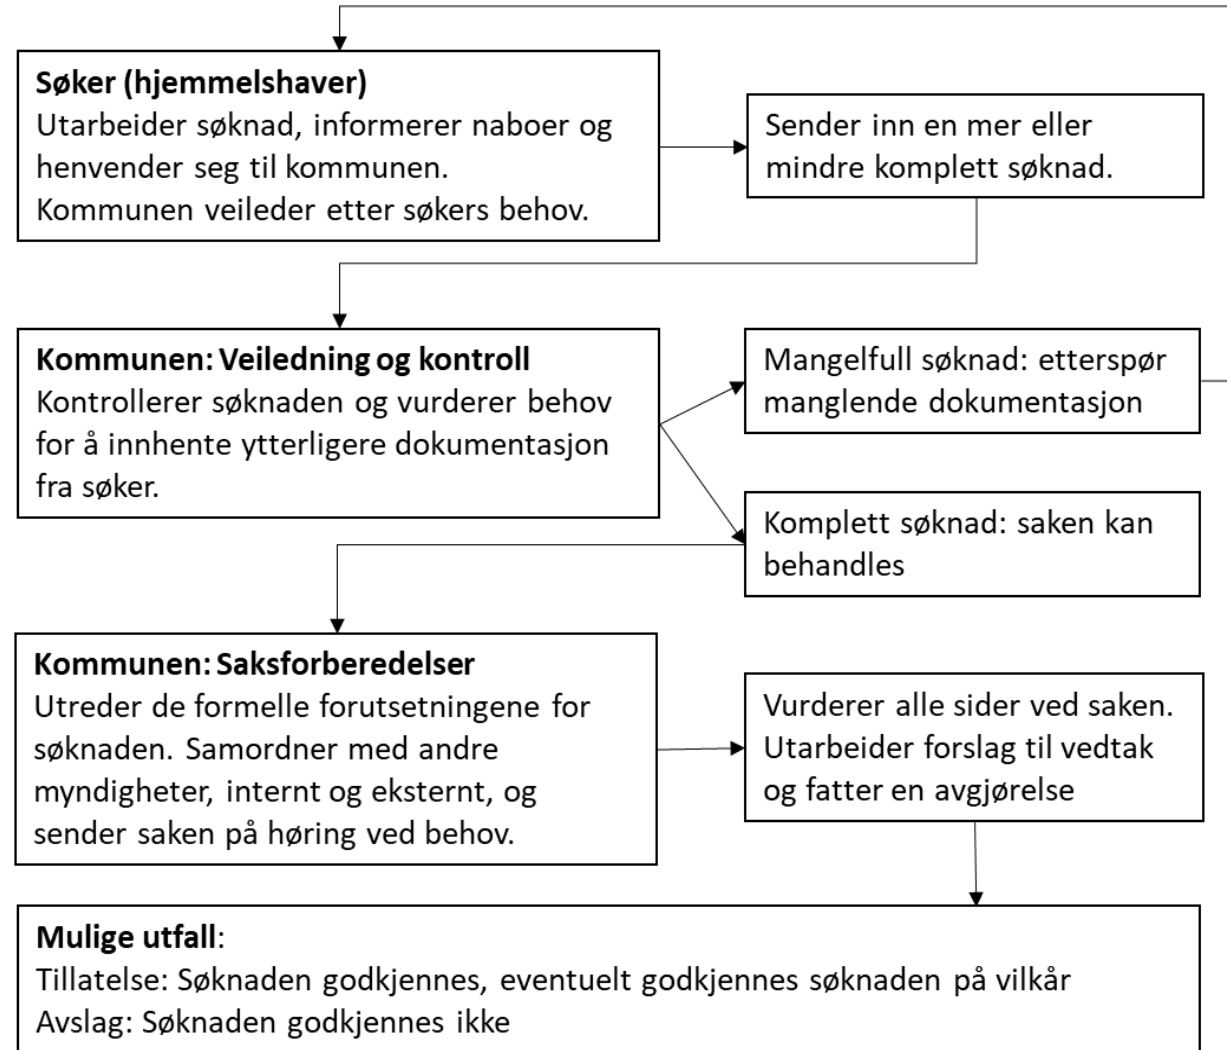 Søker (hjemmelshaver)
Utarbeider søknad, informerer naboer og
henvender seg til kommunen.
Kommunen veileder etter søkers behov.
Sender inn en mer eller
mindre komplett søknad.
Kommunen: Veiledning og kontroll
Kontrollerer søknaden og vurderer behov
for å innhente ytterligere dokumentasjon
fra søker.
Mangelfull søknad: etterspør
manglende dokumentasjon
Komplett søknad: saken kan
behandles
Kommunen: Saksforberedelser
Utreder de formelle forutsetningene for
søknaden. Samordner med andre
myndigheter, internt og eksternt, og
sender saken på høring ved behov.
Vurderer alle sider ved saken.
Utarbeider forslag til vedtak
og fatter en avgjørelse
Mulige utfall:
Tillatelse: Søknaden godkjennes, eventuelt godkjennes søknaden på vilkår
Avslag: Søknaden godkjennes ikke